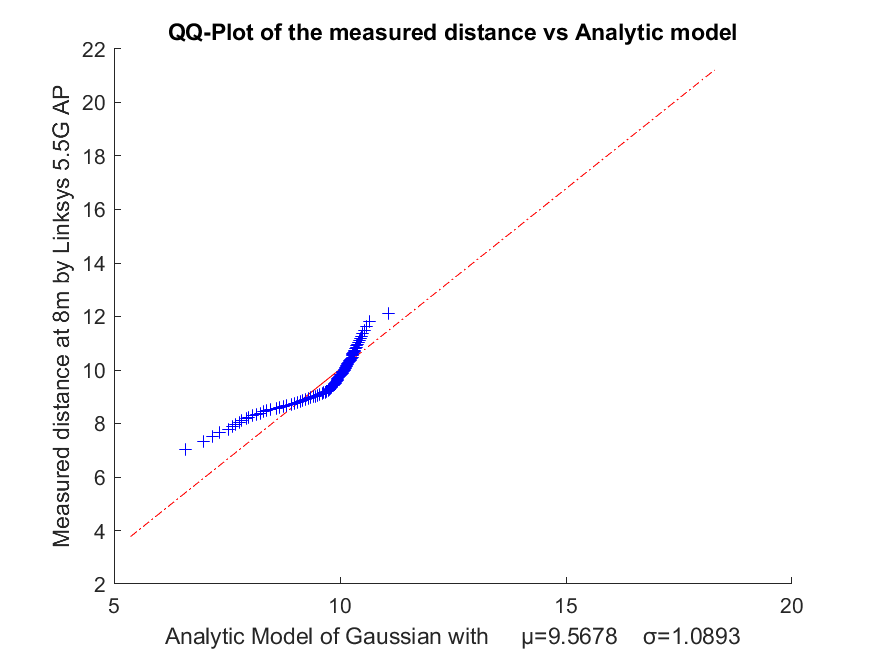 QQ-Plot of the measured distance vs Analytic model
Measured distance at 8m by Linksys 5.5G AP
22
20
18
16
14
12
10
8
6
4
2
5 10 15 20
Analytic Model of Gaussian with μ=9.5678 σ=1.0893